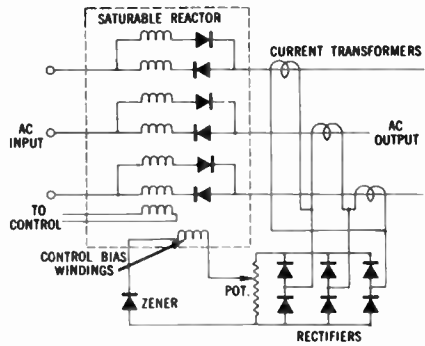 SATURABLE REACTOR
CURRENT TRANSFORMERS
AC
INPUT
AC
OUTPUT
TO
CONTROL
CONTROL BIAS
WINDINGS
POT.
ZENER
RECTIFIERS